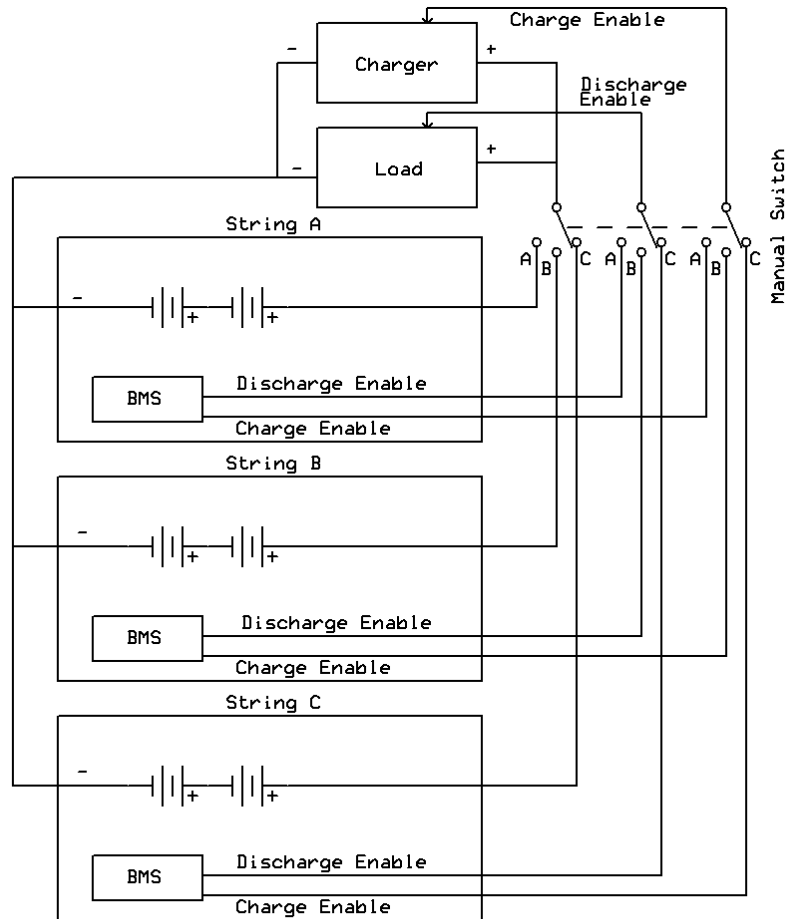 Charge Enable
-
+
Charger
Discharge
Enable
-
+
Load
Manual Switch
String A
A
B
C
A
B
C
A
B
C
-
+
+
Discharge Enable
BMS
Charge Enable
String B
-
+
+
Discharge Enable
BMS
Charge Enable
String C
-
+
+
Discharge Enable
BMS
Charge Enable